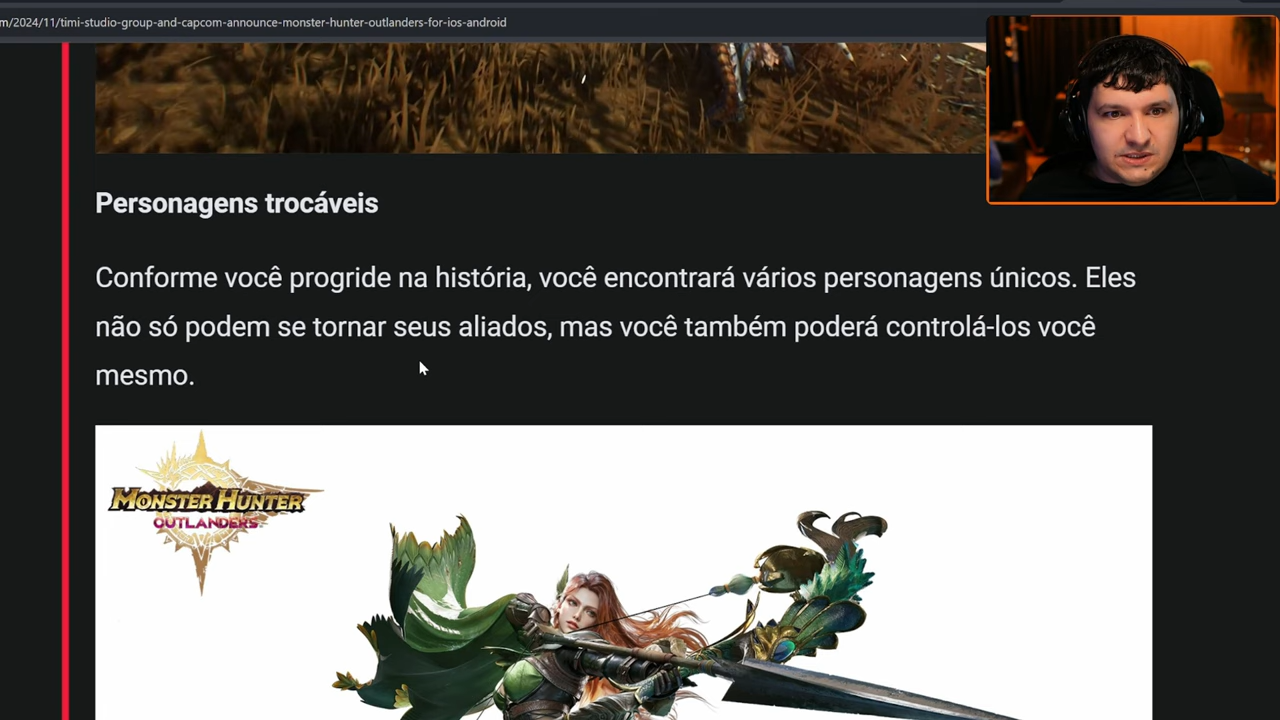 m/2024/11/timi-studio-group-and-capcom-announce-monster-hunter-outlanders-for-ios-android
Personagens trocáveis
Conforme você progride na história, você encontrará vários personagens únicos. Eles
não só podem se tornar seus aliados, mas você também poderá controlá-los você
mesmo.
MONSTER HUNTER
OUTLANDERS